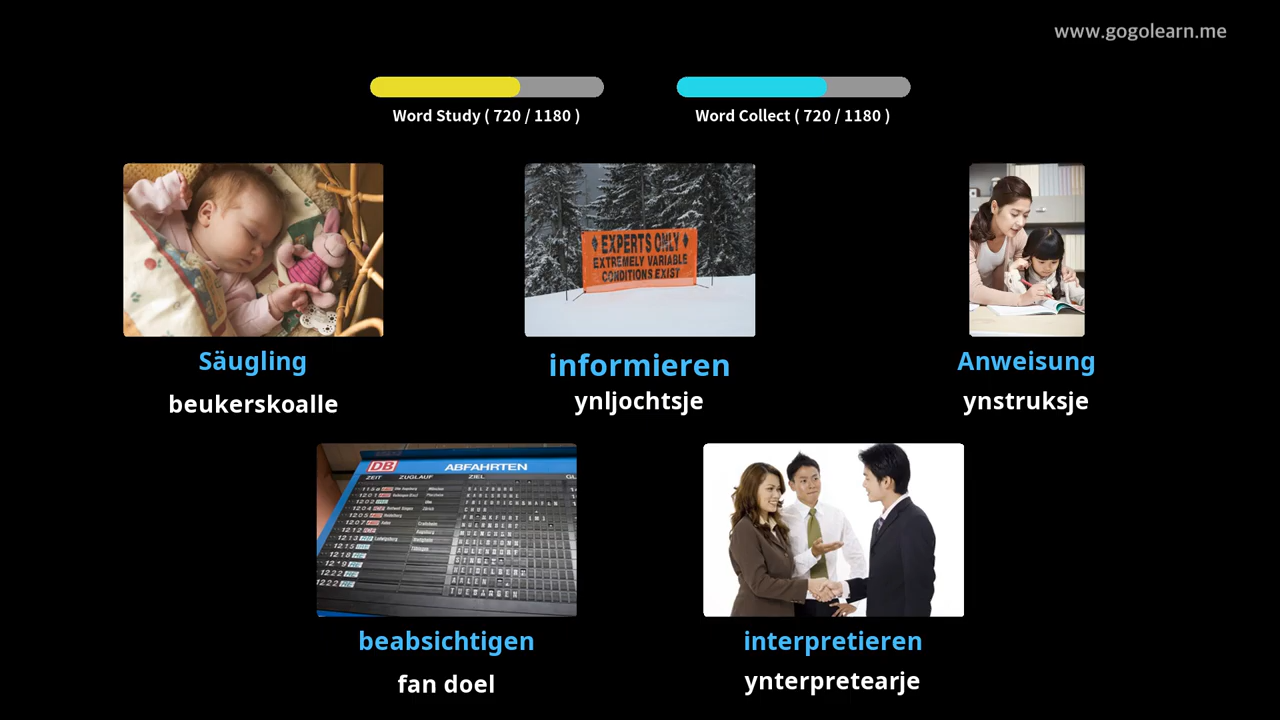 www.gogolearn.me
Word Study ( 720 / 1180 )
Word Collect ( 720 / 1180 )
EXPERTS ONLY
EXTREMELY VARIABLE
CONDITIONS EXIST
Säugling
informieren
Anweisung
beukerskoalle
ynljochtsje
ynstruksje
DB ABFAHRTEN
ZEIT ZUGLAUF ZIEL
beabsichtigen
interpretieren
fan doel
ynterpretearje